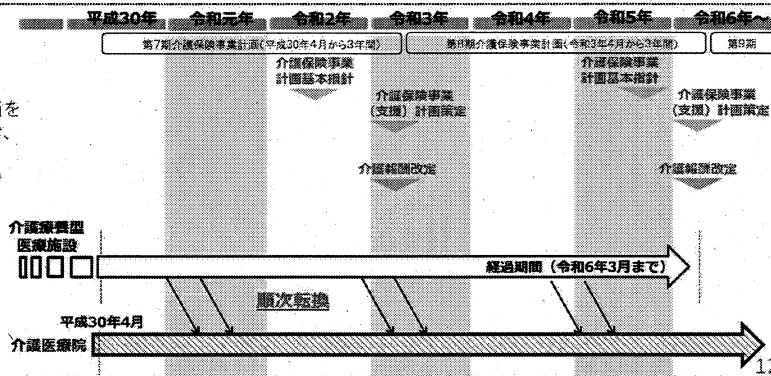 平成30年 令和元年 令和2年 令和3年 令和4年 令和5年 令和6年～
第7期介護保険事業計画(平成30年4月から3年間) 第8期介護保険事業計画(令和3年4月から3年間) 第9期
介護保険事業
計画基本指針
介護保険事業
計画基本指針
介護保険事業
(支援)計画策定
介護保険事業
(支援)計画策定
を
、
介護報酬改定
介護報酬改定
介護療養型
医療施設
経過期間（令和6年3月まで）
順次転換
平成30年4月
介護医療院
12